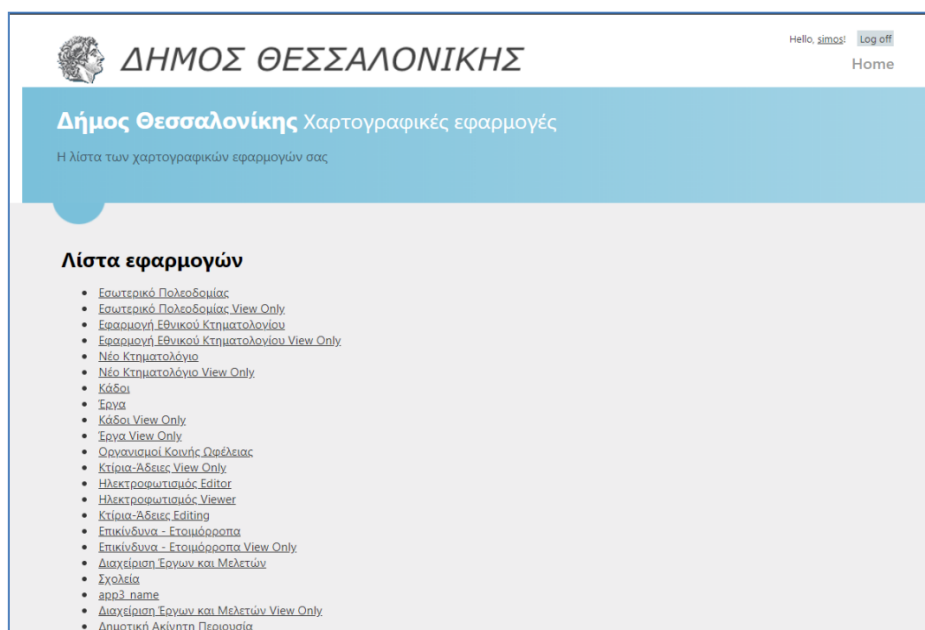 Hello, simos! Log off
ΔΗΜΟΣ ΘΕΣΣΑΛΟΝΙΚΗΣ
Home
Δήμος Θεσσαλονίκης Χαρτογραφικές εφαρμογές
Η λίστα των χαρτογραφικών εφαρμογών σας
Λίστα εφαρμογών
Εσωτερικό Πολεοδομίας
Εσωτερικό Πολεοδομίας View Only
Εφαρμογή Εθνικού Κτηματολογίου
Εφαρμογή Εθνικού Κτηματολογίου View Only
Νέο Κτηματολόγιο
Νέο Κτηματολόγιο View Only
Κάδοι
Έργα
Κάδοι View Only
Έργα View Only
Οργανισμοί Κοινής Ωφέλειας
Κτίρια-Άδειες View Only
Ηλεκτροφωτισμός Editor
Ηλεκτροφωτισμός Viewer
Κτίρια-Άδειες Editing
Επικίνδυνα - Ετοιμόρροπα
Επικίνδυνα - Ετοιμόρροπα View Only
Διαχείριση Έργων και Μελετών
Σχολεία
app3_name
Διαχείριση Έργων και Μελετών View Only
Δημοτική Ακίνητη Περιουσία